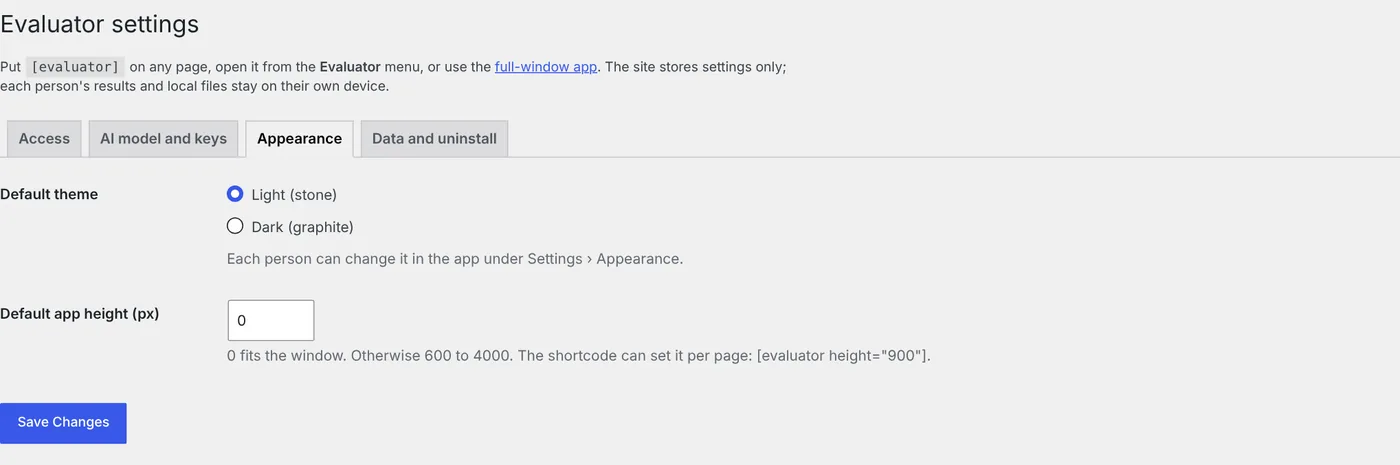 Evaluator settings
Put [evaluator] on any page, open it from the Evaluator menu, or use the full-window app. The site stores settings only;
each person's results and local files stay on their own device.
Access
AI model and keys
Appearance
Data and uninstall
Default theme
Light (stone)
Dark (graphite)
Each person can change it in the app under Settings › Appearance.
Default app height (px)
0
0 fits the window. Otherwise 600 to 4000. The shortcode can set it per page: [evaluator height="900"].
Save Changes